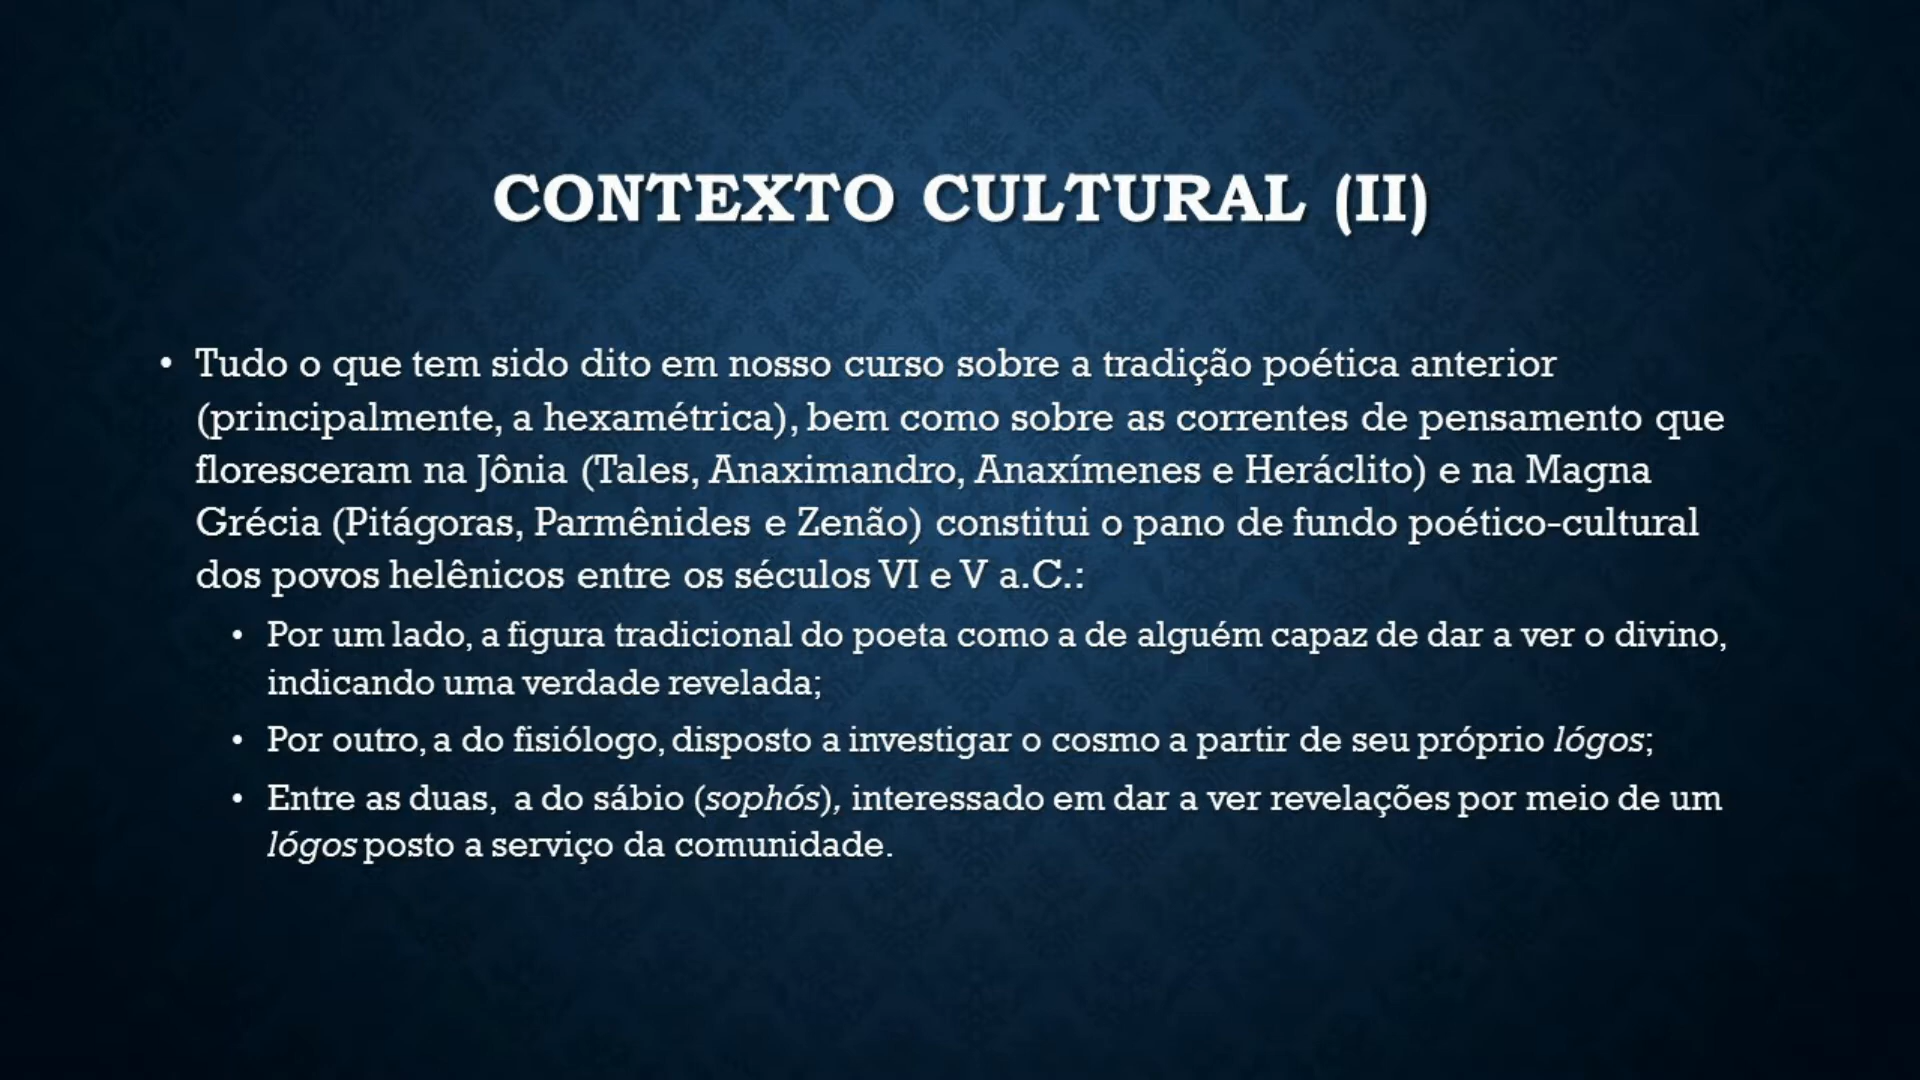 CONTEXTO CULTURAL (II)
• Tudo o que tem sido dito em nosso curso sobre a tradição poética anterior
(principalmente, a hexamétrica), bem como sobre as correntes de pensamento que
floresceram na Jônia (Tales, Anaximandro, Anaxímenes e Heráclito) e na Magna
Grécia (Pitágoras, Parmênides e Zenão) constitui o pano de fundo poético-cultural
dos povos helênicos entre os séculos VI e V a.C.:
• Por um lado, a figura tradicional do poeta como a de alguém capaz de dar a ver o divino,
indicando uma verdade revelada;
• Por outro, a do fisiólogo, disposto a investigar o cosmo a partir de seu próprio lógos;
• Entre as duas, a do sábio (sophós), interessado em dar a ver revelações por meio de um
lógos posto a serviço da comunidade.